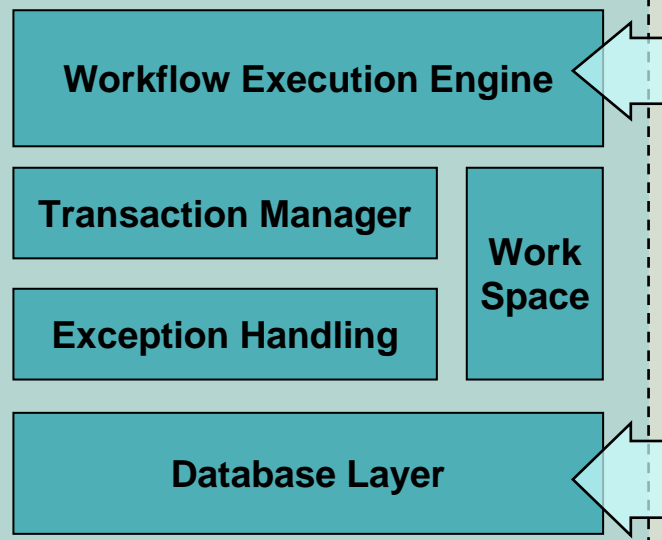 Workflow Execution Engine
Transaction Manager
Work
Space
Exception Handling
Database Layer